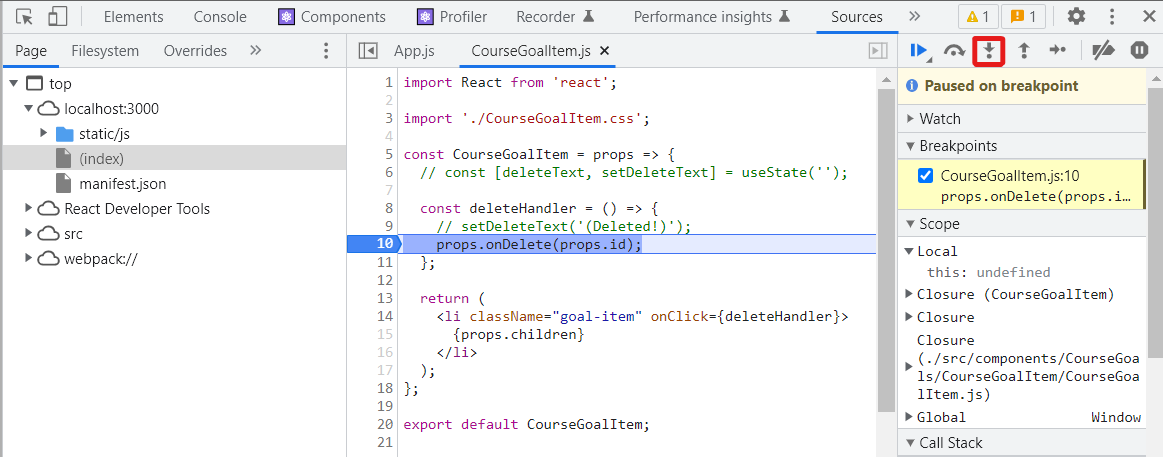 Elements Console Components Profiler Recorder Performance insights Sources » 1 1
Page Filesystem Overrides »
App.js CourseGoalItem.js ×
top
localhost:3000
static/js
(index)
manifest.json
React Developer Tools
src
webpack://
1 import React from 'react';
2
3 import './CourseGoalItem.css';
4
5 const CourseGoalItem = props => {
6 // const [deleteText, setDeleteText] = useState('');
7
8 const deleteHandler = () => {
9 // setDeleteText('(Deleted!)');
10 props.onDelete(props.id);
11 };
12
13 return (
14 <li className="goal-item" onClick={deleteHandler}>
15 {props.children}
16 </li>
17 );
18 };
19
20 export default CourseGoalItem;
21
Paused on breakpoint
Watch
Breakpoints
CourseGoalItem.js:10
props.onDelete(props.i…
Scope
Local
this: undefined
Closure (CourseGoalItem)
Closure
Closure
(./src/components/CourseGoa
ls/CourseGoalItem/CourseGoa
lItem.js)
Global Window
Call Stack